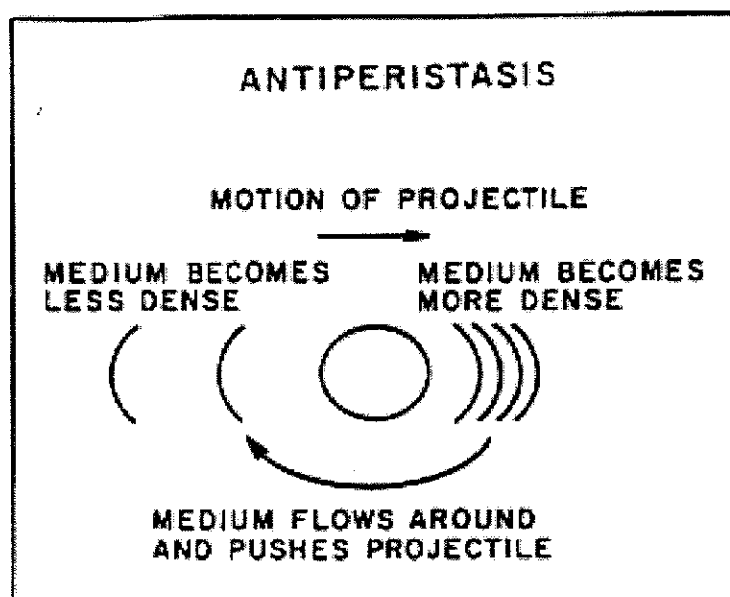 ANTIPERISTASIS
MOTION OF PROJECTILE
MEDIUM BECOMES
LESS DENSE
MEDIUM BECOMES
MORE DENSE
MEDIUM FLOWS AROUND
AND PUSHES PROJECTILE